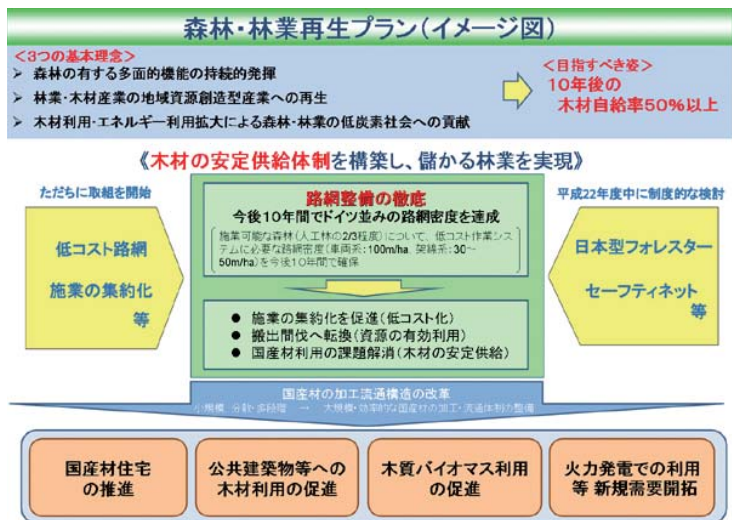 森林・林業再生プラン（イメージ図）
＜3つの基本理念＞
➢ 森林の有する多面的機能の持続的発揮
➢ 林業・木材産業の地域資源創造型産業への再生
➢ 木材利用・エネルギー利用拡大による森林・林業の低炭素社会への貢献
＜目指すべき姿＞
10年後の
木材自給率50%以上
《木材の安定供給体制を構築し、儲かる林業を実現》
ただちに取組を開始
低コスト路網
施業の集約化
等
路網整備の徹底
今後10年間でドイツ並みの路網密度を達成
施業可能な森林（人工林の2/3程度）について、低コスト作業シス
テムに必要な路網密度（車両系：100m/ha、架線系：30～
50m/ha）を今後10年間で確保
● 施業の集約化を促進（低コスト化）
● 搬出間伐へ転換（資源の有効利用）
● 国産材利用の課題解消（木材の安定供給）
平成22年度中に制度的な検討
日本型フォレスター
セーフティネット
等
国産材の加工流通構造の改革
小規模・分散・多段階 → 大規模・効率的な国産材の加工・流通体制の整備
国産材住宅
の推進
公共建築物等への
木材利用の促進
木質バイオマス利用
の促進
火力発電での利用
等 新規需要開拓